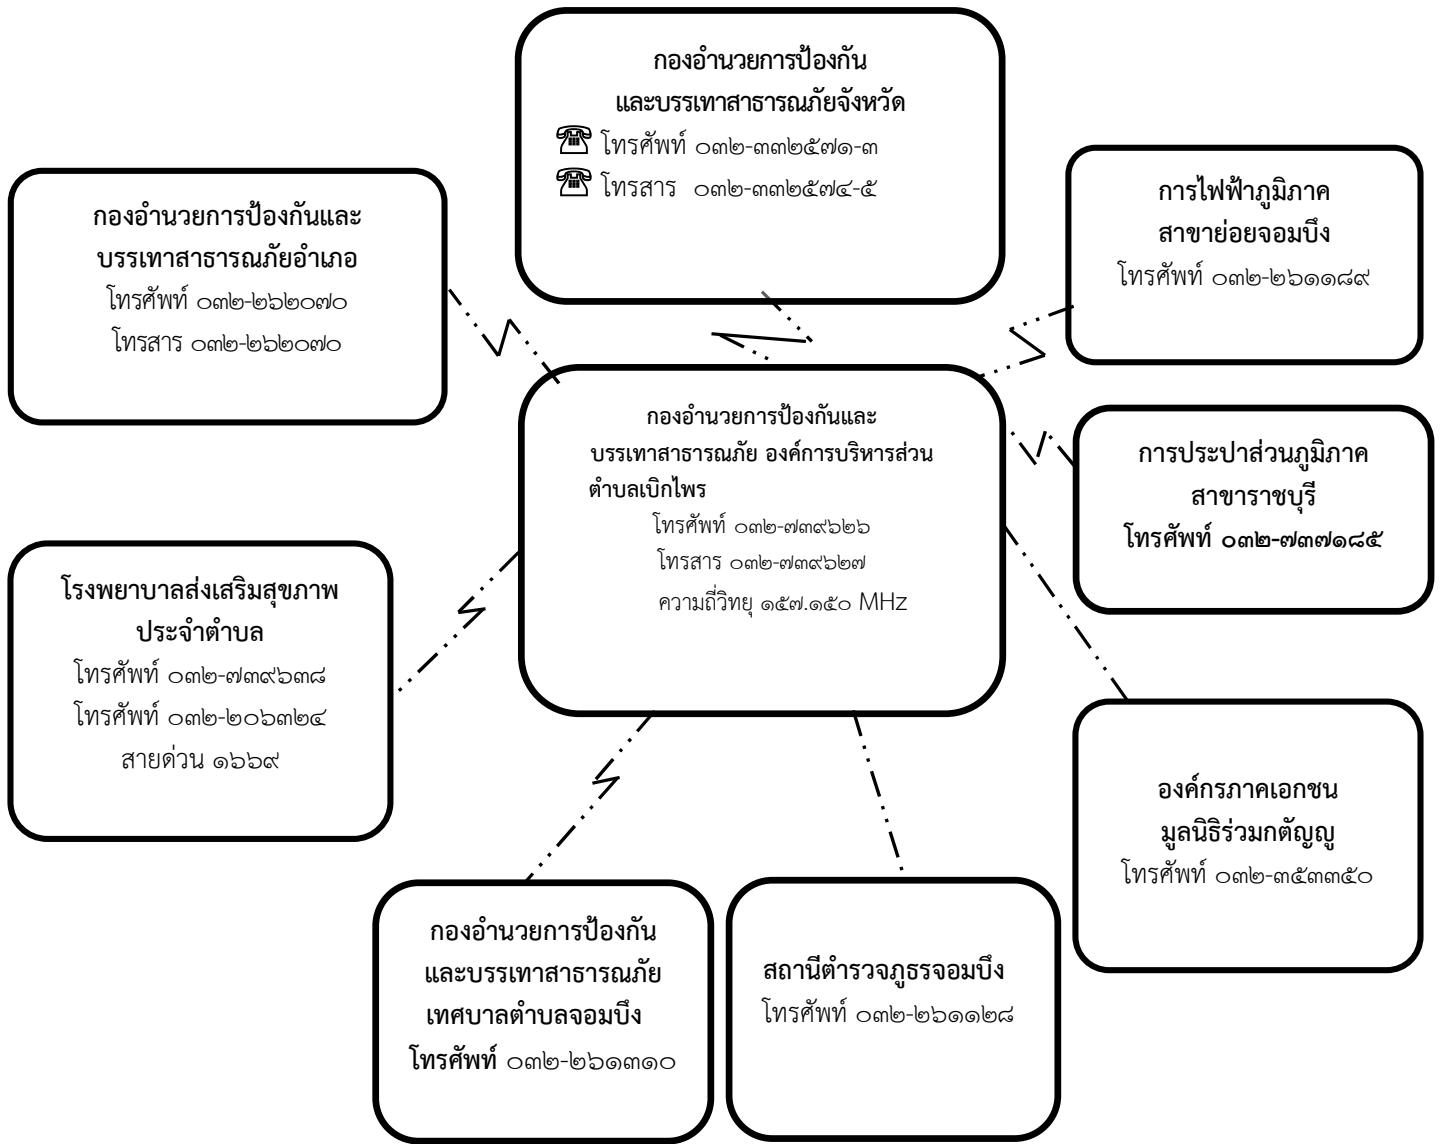 กองอำนวยการป้องกัน
และบรรเทาสาธารณภัยจังหวัด
โทรศัพท์ ๐๓๒-๓๓๒๕๗๑-๓
โทรสาร ๐๓๒-๓๓๒๕๗๔-๕
กองอำนวยการป้องกันและ
บรรเทาสาธารณภัยอำเภอ
โทรศัพท์ ๐๓๒-๒๖๒๐๗๐
โทรสาร ๐๓๒-๒๖๒๐๗๐
การไฟฟ้าภูมิภาค
สาขาย่อยจอมบึง
โทรศัพท์ ๐๓๒-๒๖๑๑๘๙
กองอำนวยการป้องกันและ
บรรเทาสาธารณภัย องค์การบริหารส่วน
ตำบลเบิกไพร
โทรศัพท์ ๐๓๒-๗๓๙๖๒๖
โทรสาร ๐๓๒-๗๓๙๖๒๗
ความถี่วิทยุ ๑๕๗.๑๕๐ MHz
การประปาส่วนภูมิภาค
สาขาราชบุรี
โทรศัพท์ ๐๓๒-๗๓๗๑๘๕
โรงพยาบาลส่งเสริมสุขภาพ
ประจำตำบล
โทรศัพท์ ๐๓๒-๗๓๙๖๓๘
โทรศัพท์ ๐๓๒-๒๐๖๓๒๔
สายด่วน ๑๖๖๙
องค์กรภาคเอกชน
มูลนิธิร่วมกตัญญู
โทรศัพท์ ๐๓๒-๓๕๓๓๕๐
กองอำนวยการป้องกัน
และบรรเทาสาธารณภัย
เทศบาลตำบลจอมบึง
โทรศัพท์ ๐๓๒-๒๖๑๓๑๐
สถานีตำรวจภูธรจอมบึง
โทรศัพท์ ๐๓๒-๒๖๑๑๒๘